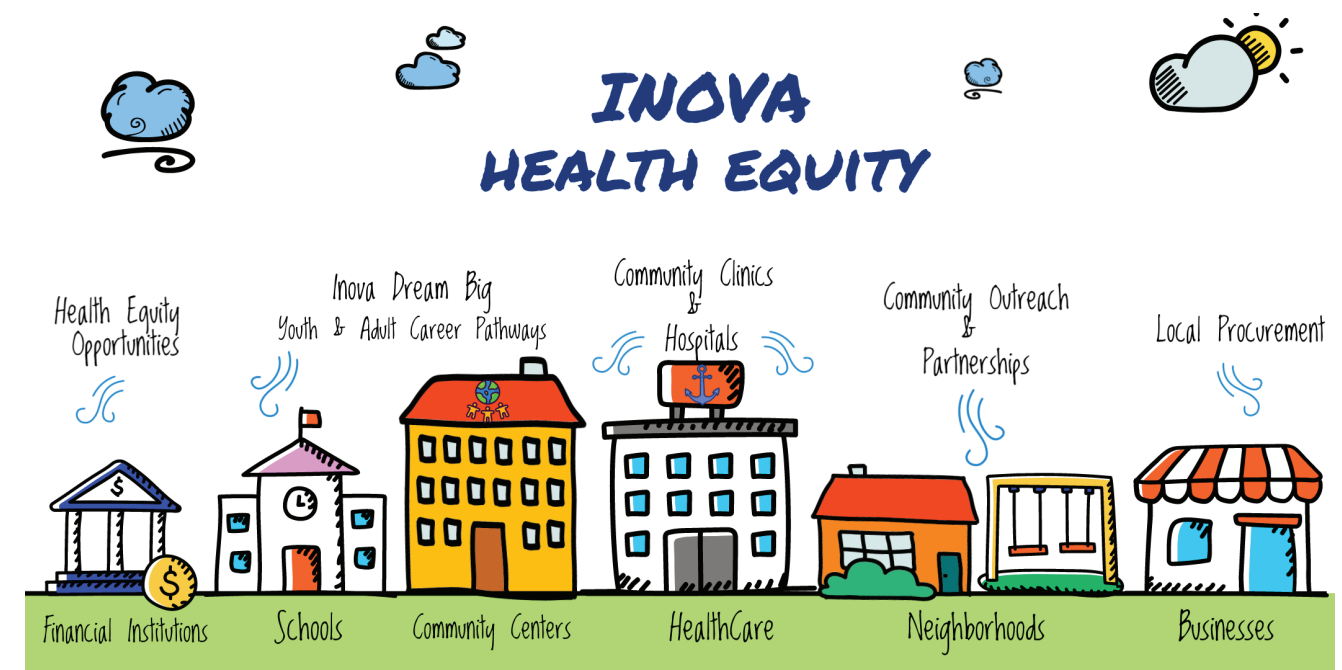 INOVA
HEALTH EQUITY
Health Equity
Opportunities
Inova Dream Big
Youth & Adult Career Pathways
Community Clinics
&
Hospitals
Community Outreach
&
Partnerships
Local Procurement
$
$
Financial Institutions
Schools
Community Centers
HealthCare
Neighborhoods
Businesses